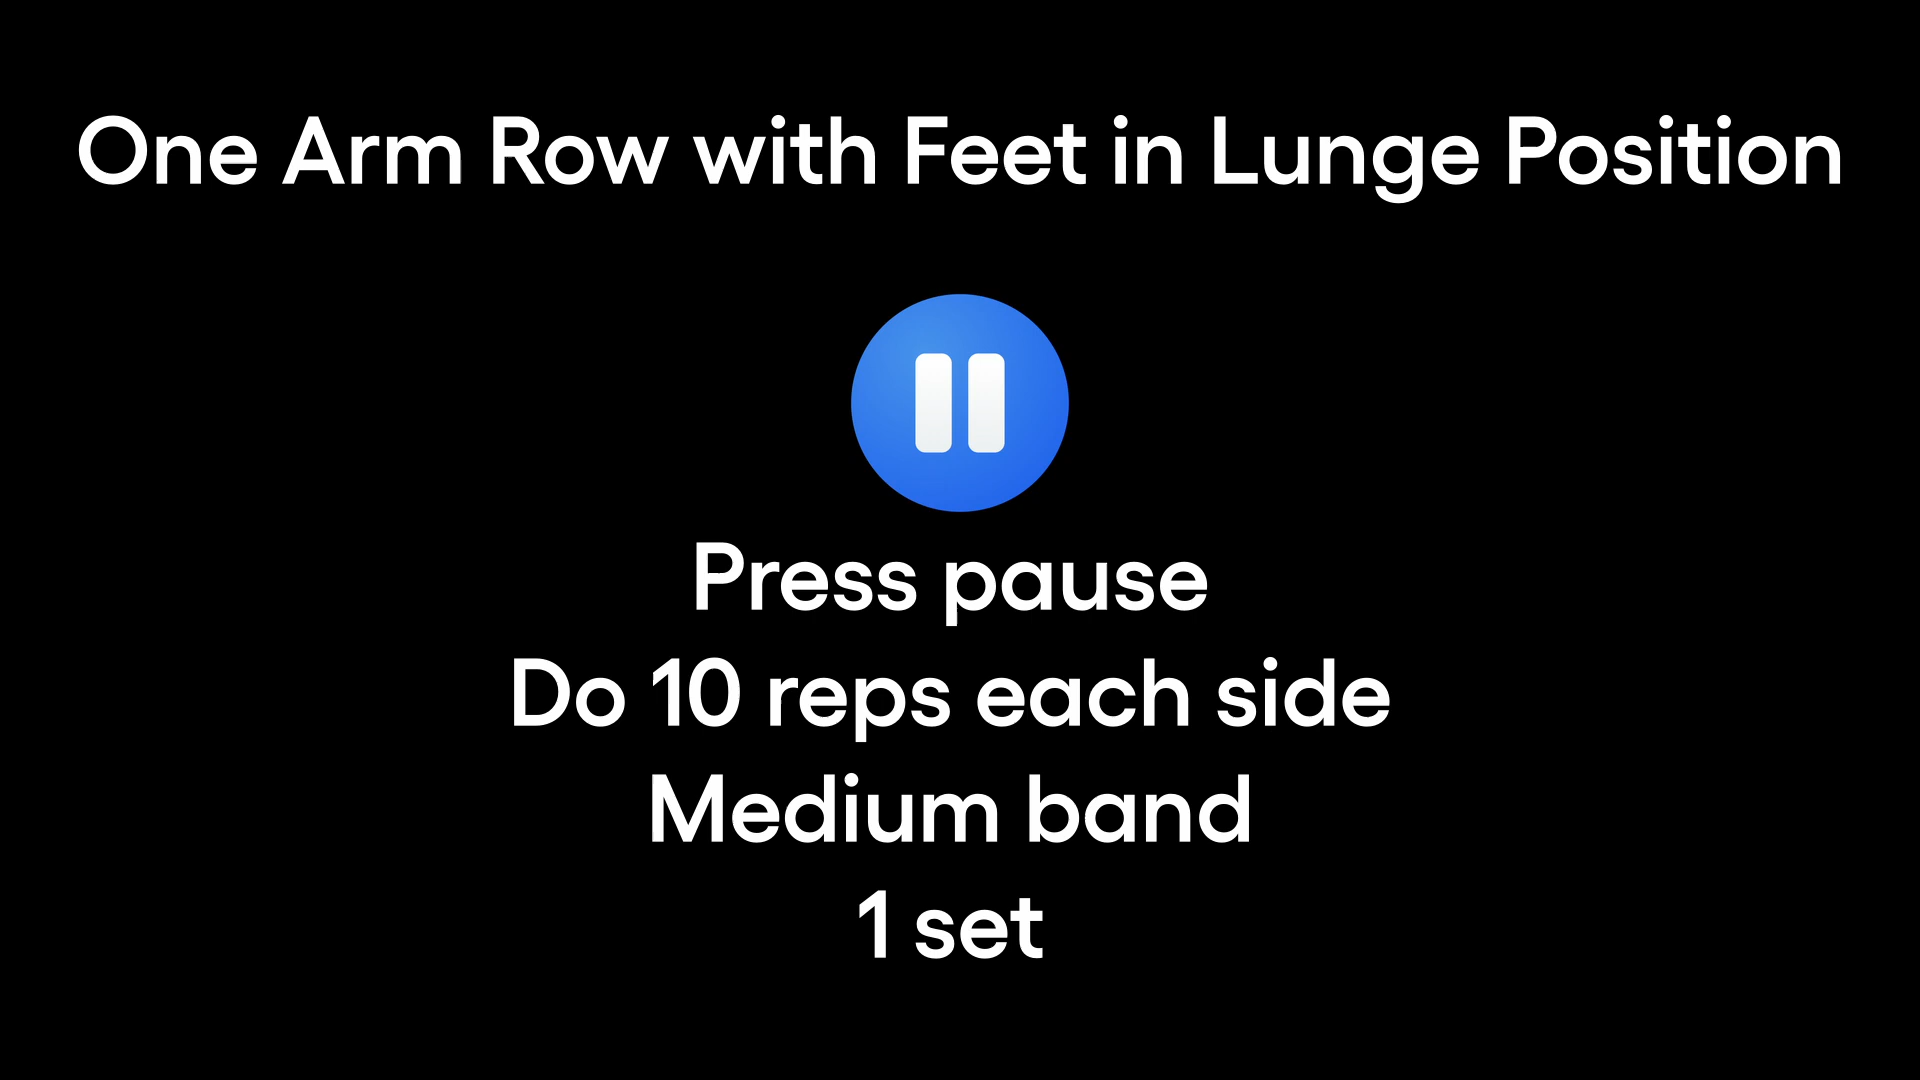 One Arm Row with Feet in Lunge Position
Press pause
Do 10 reps each side
Medium band
1 set